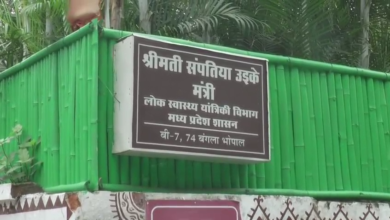 श्रीमती संपतिया उइके
मंत्री
लोक स्वास्थ्य यांत्रिकी विभाग
मध्य प्रदेश शासन
बी-7, 74 बंगला भोपाल